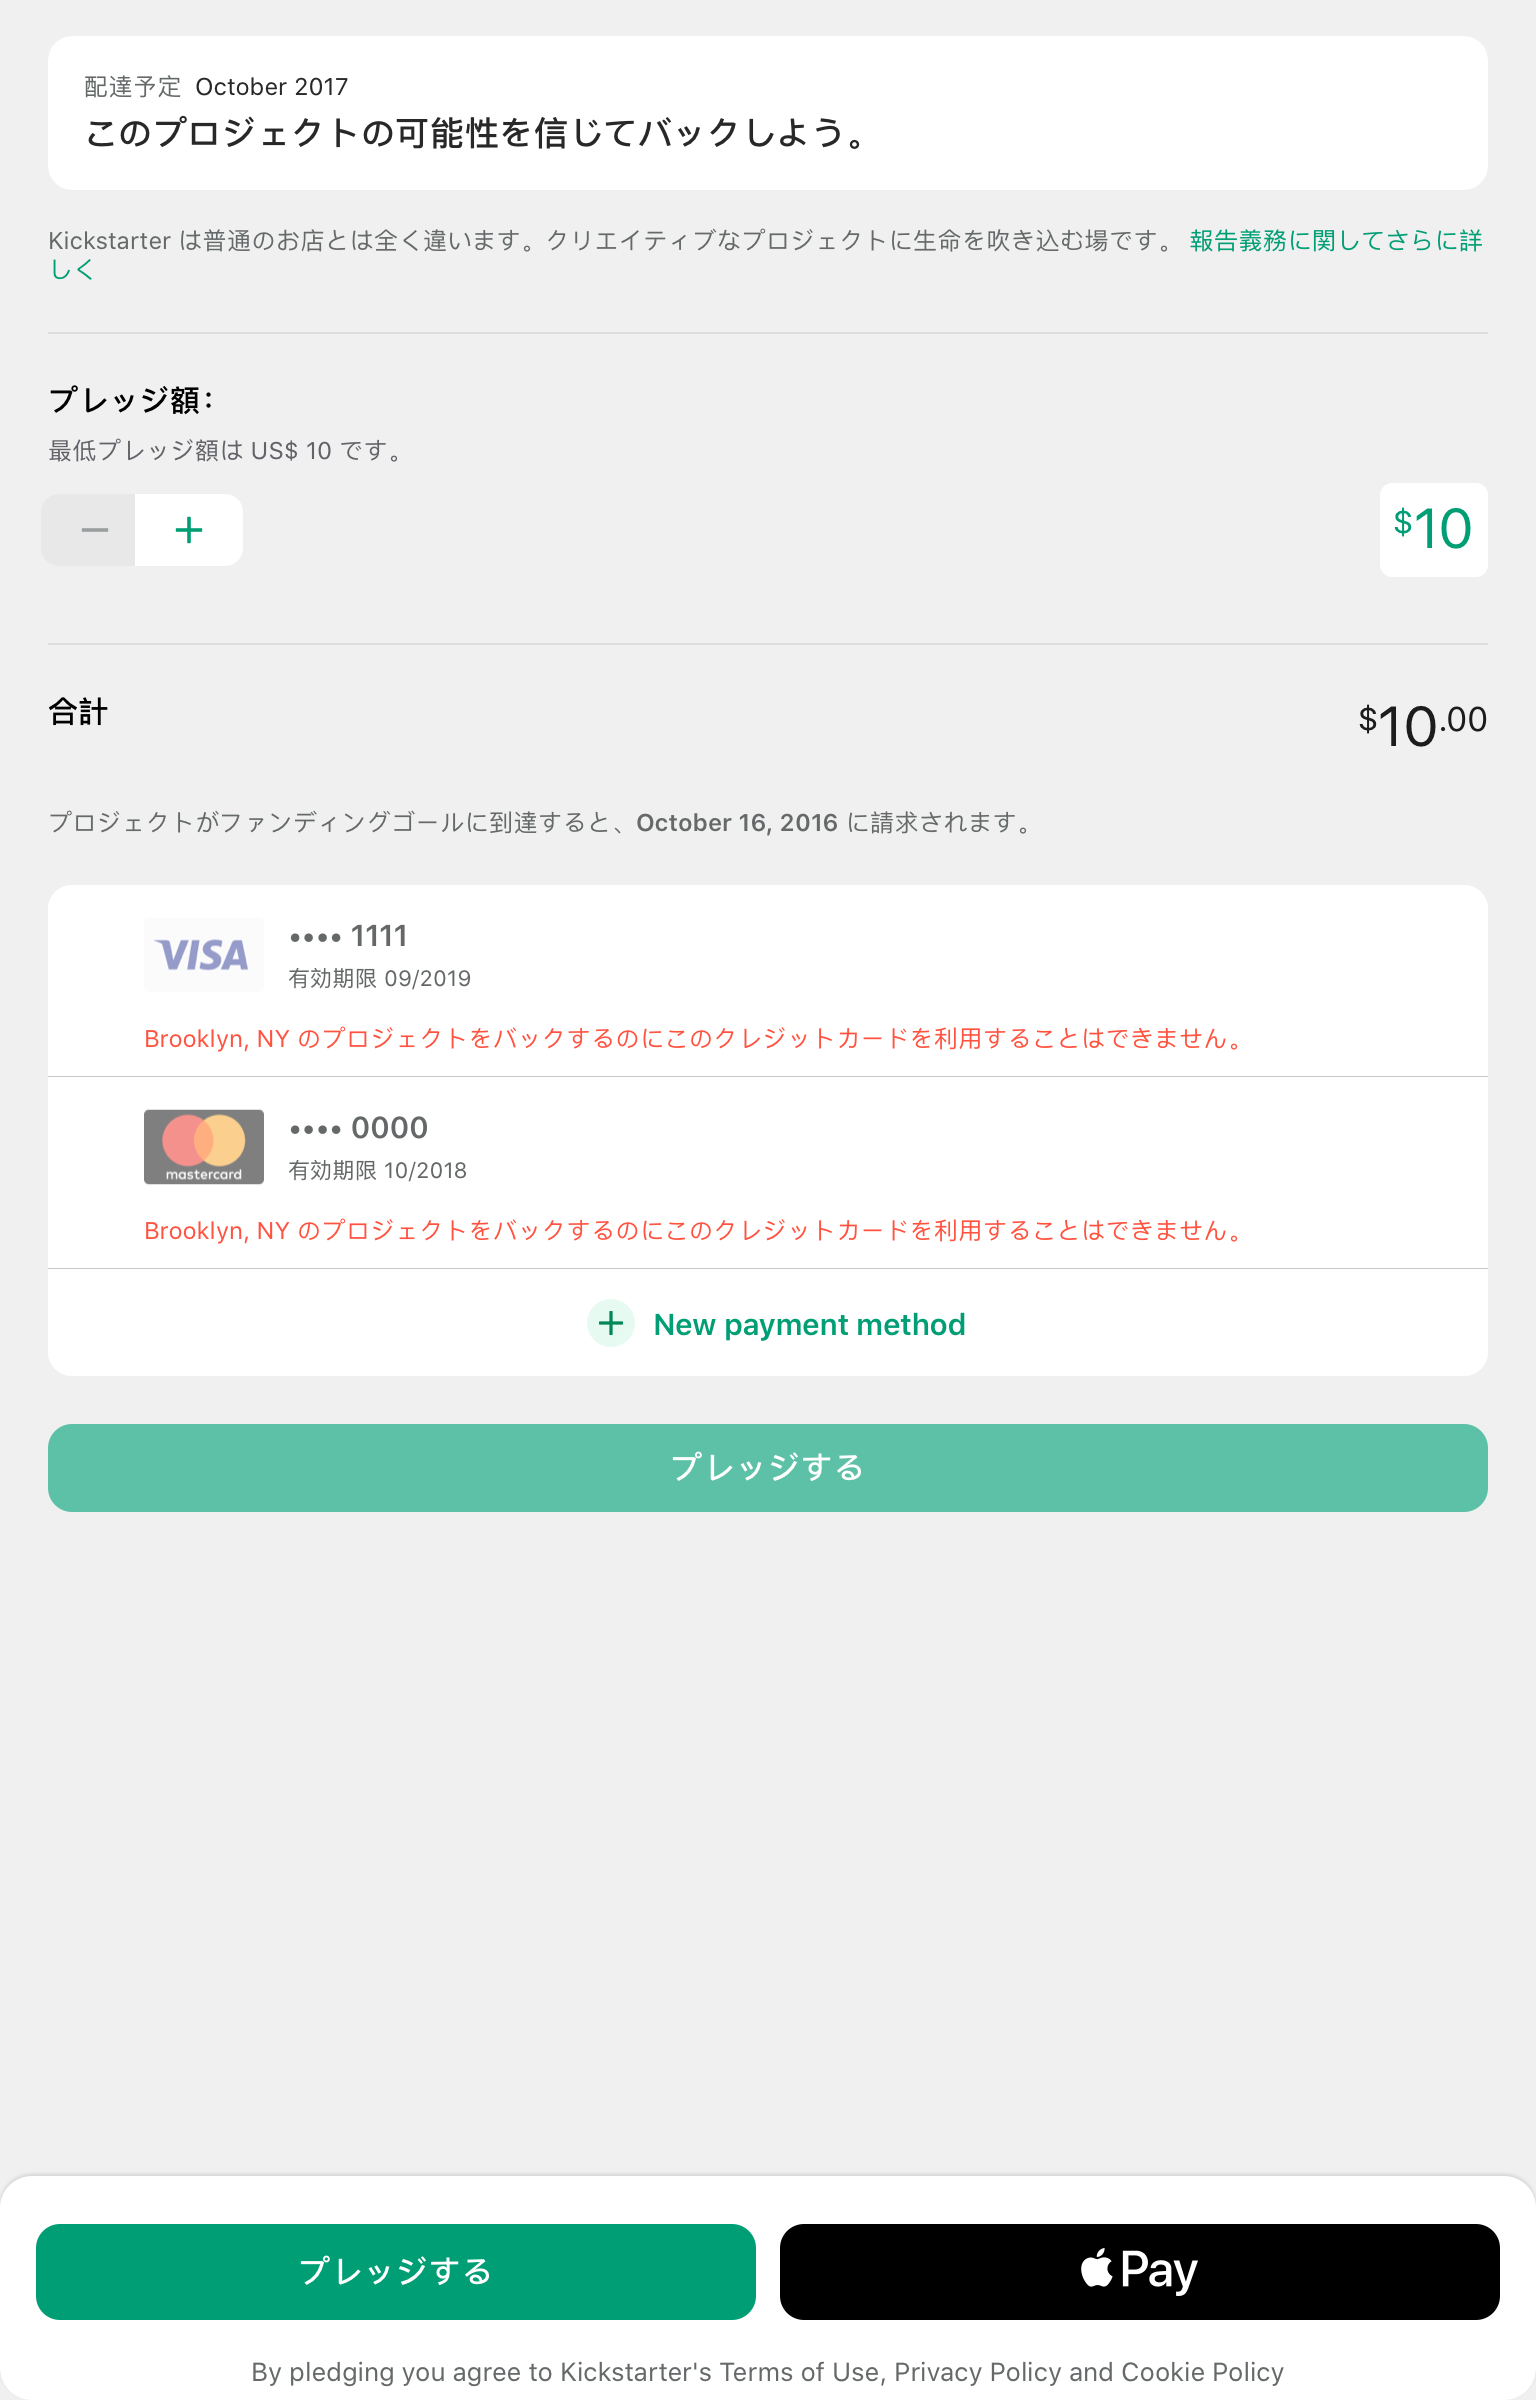 配達予定 October 2017
このプロジェクトの可能性を信じてバックしよう。
Kickstarter は普通のお店とは全く違います。クリエイティブなプロジェクトに生命を吹き込む場です。 報告義務に関してさらに詳
しく
プレッジ額：
最低プレッジ額は US$ 10 です。
$10
合計
$10.00
プロジェクトがファンディングゴールに到達すると、October 16, 2016 に請求されます。
VISA
•••• 1111
有効期限 09/2019
Brooklyn, NY のプロジェクトをバックするのにこのクレジットカードを利用することはできません。
mastercard
•••• 0000
有効期限 10/2018
Brooklyn, NY のプロジェクトをバックするのにこのクレジットカードを利用することはできません。
New payment method
プレッジする
プレッジする
Pay
By pledging you agree to Kickstarter's Terms of Use, Privacy Policy and Cookie Policy